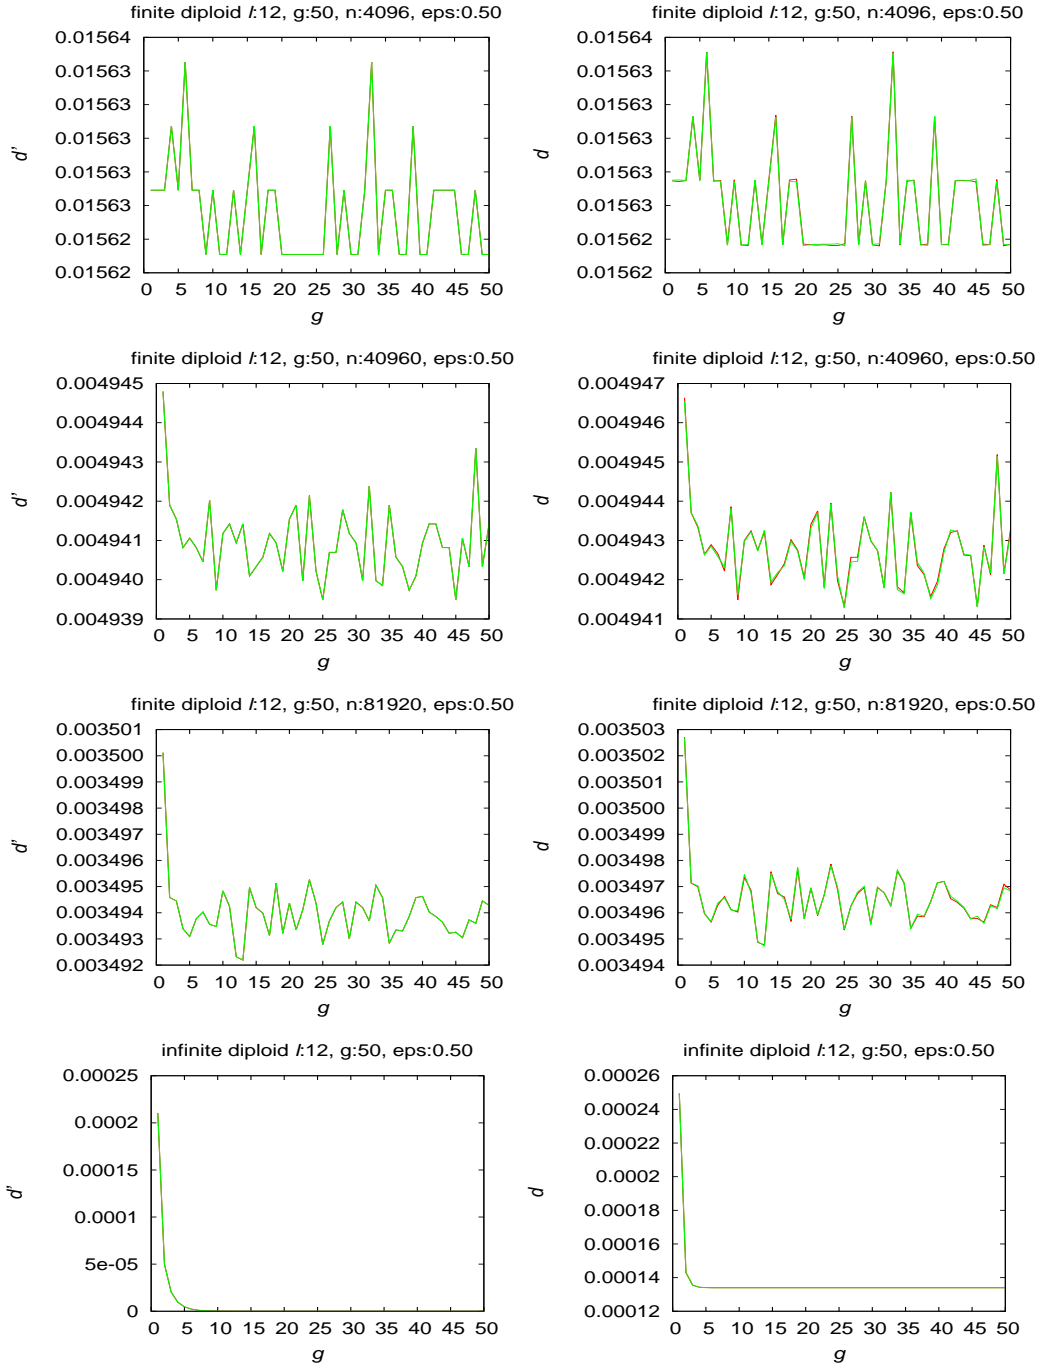 finite diploid l:12, g:50, n:4096, eps:0.50
0.01564
0.01563
0.01563
0.01563
0.01563
0.01563
0.01562
0.01562
d'
0 5 10 15 20 25 30 35 40 45 50
g
finite diploid l:12, g:50, n:4096, eps:0.50
0.01564
0.01563
0.01563
0.01563
0.01563
0.01563
0.01562
0.01562
d
0 5 10 15 20 25 30 35 40 45 50
g
finite diploid l:12, g:50, n:40960, eps:0.50
0.004945
0.004944
0.004943
0.004942
0.004941
0.004940
0.004939
d'
0 5 10 15 20 25 30 35 40 45 50
g
finite diploid l:12, g:50, n:40960, eps:0.50
0.004947
0.004946
0.004945
0.004944
0.004943
0.004942
0.004941
d
0 5 10 15 20 25 30 35 40 45 50
g
finite diploid l:12, g:50, n:81920, eps:0.50
0.003501
0.003500
0.003499
0.003498
0.003497
0.003496
0.003495
0.003494
0.003493
0.003492
d'
0 5 10 15 20 25 30 35 40 45 50
g
finite diploid l:12, g:50, n:81920, eps:0.50
0.003503
0.003502
0.003501
0.003500
0.003499
0.003498
0.003497
0.003496
0.003495
0.003494
d
0 5 10 15 20 25 30 35 40 45 50
g
infinite diploid l:12, g:50, eps:0.50
0.00025
0.0002
0.00015
0.0001
5e-05
0
d'
0 5 10 15 20 25 30 35 40 45 50
g
infinite diploid l:12, g:50, eps:0.50
0.00026
0.00024
0.00022
0.00020
0.00018
0.00016
0.00014
0.00012
d
0 5 10 15 20 25 30 35 40 45 50
g